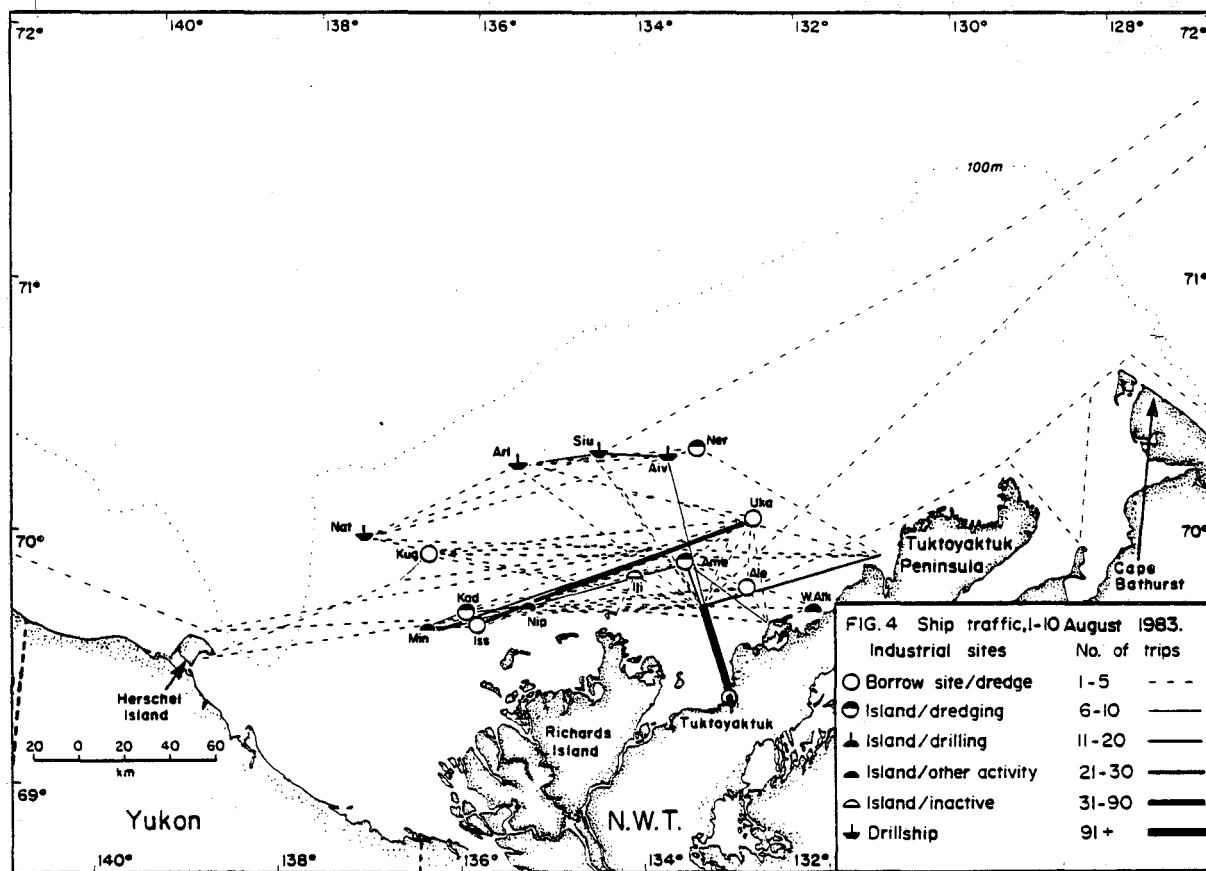 72° 140° 138° 136° 134° 132° 130° 128° 72°
100m
71° 71°
Siu Ner
Arl Aiv
Uka
Nat
70° 70°
Kug
Tuktoyaktuk
Peninsula
Ame
Ale
Cape
Bathurst
Iti
Kad
W.Atk
Min Iss Nip
Herschel
Island
20 0 20 40 60
km
Richards
Island
Tuktoyaktuk
69°
Yukon
N.W.T.
140° 138° 136° 134° 132°
FIG. 4 Ship traffic, 1-10 August 1983.
Industrial sites No. of trips
Borrow site/dredge 1-5
Island/dredging 6-10
Island/drilling 11-20
Island/other activity 21-30
Island/inactive 31-90
Drillship 91+